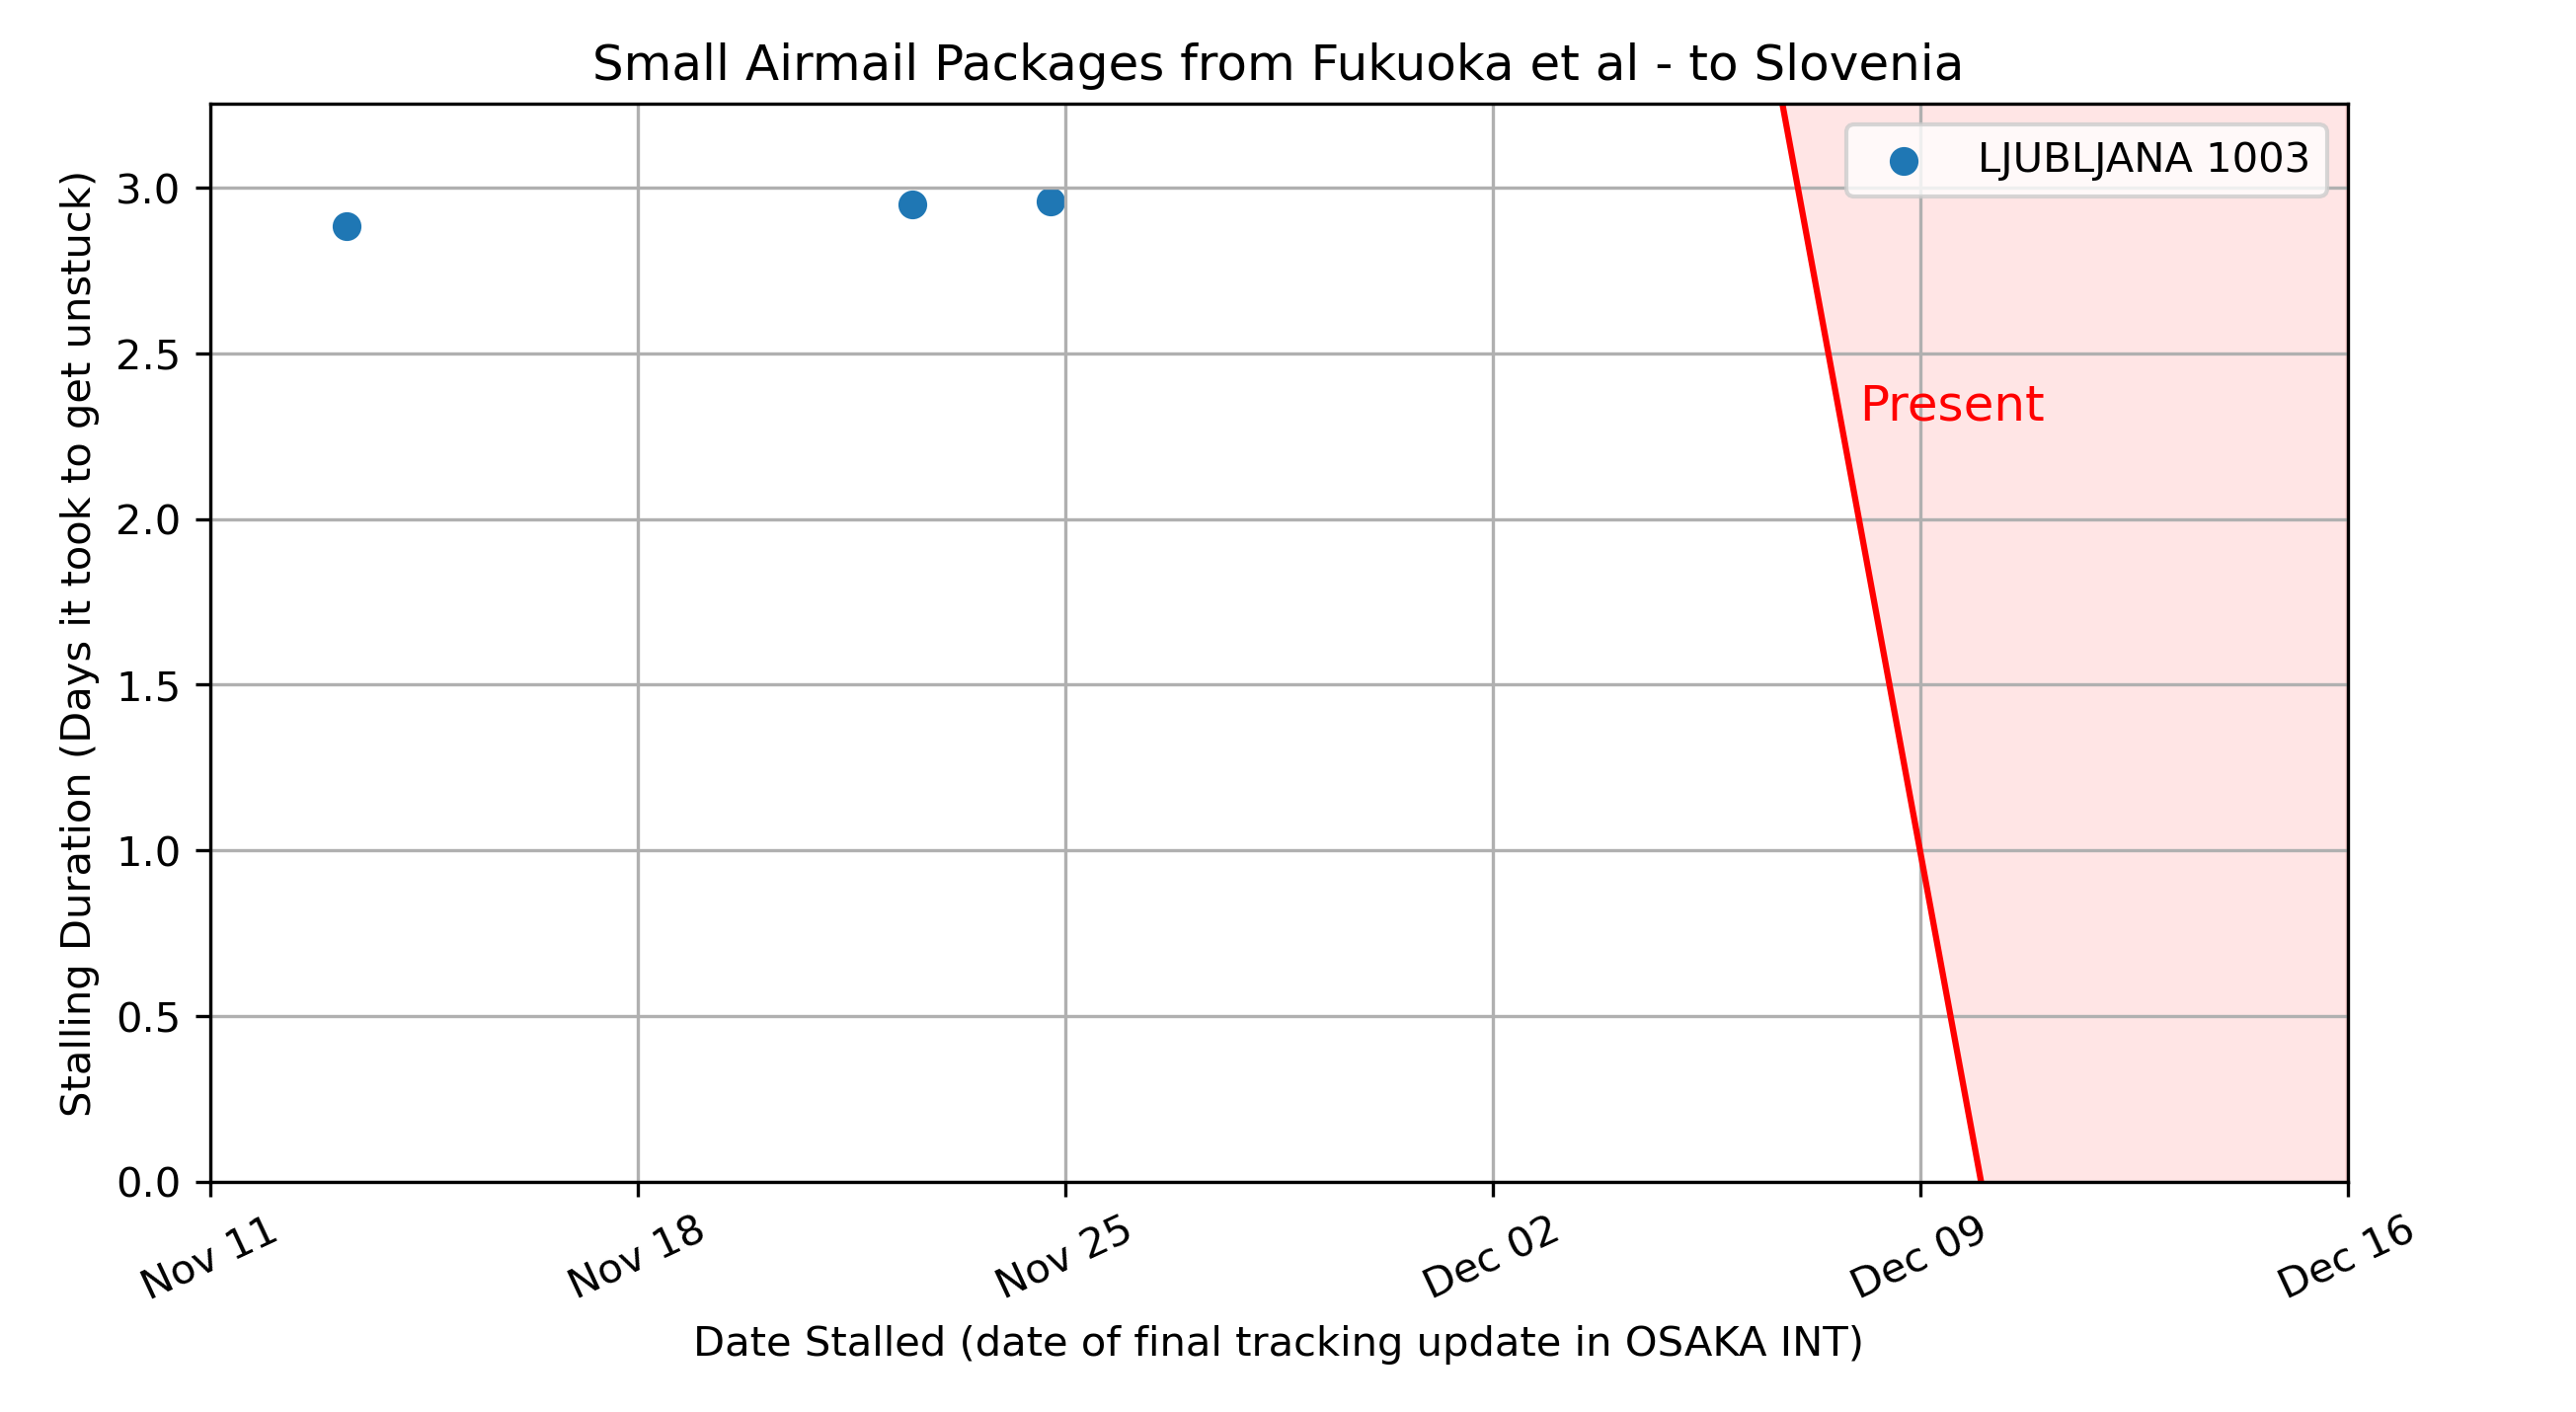 Small Airmail Packages from Fukuoka et al - to Slovenia
LJUBLJANA 1003
Present
Stalling Duration (Days it took to get unstuck)
3.0
2.5
2.0
1.5
1.0
0.5
0.0
Nov 11
Nov 18
Nov 25
Dec 02
Dec 09
Dec 16
Date Stalled (date of final tracking update in OSAKA INT)